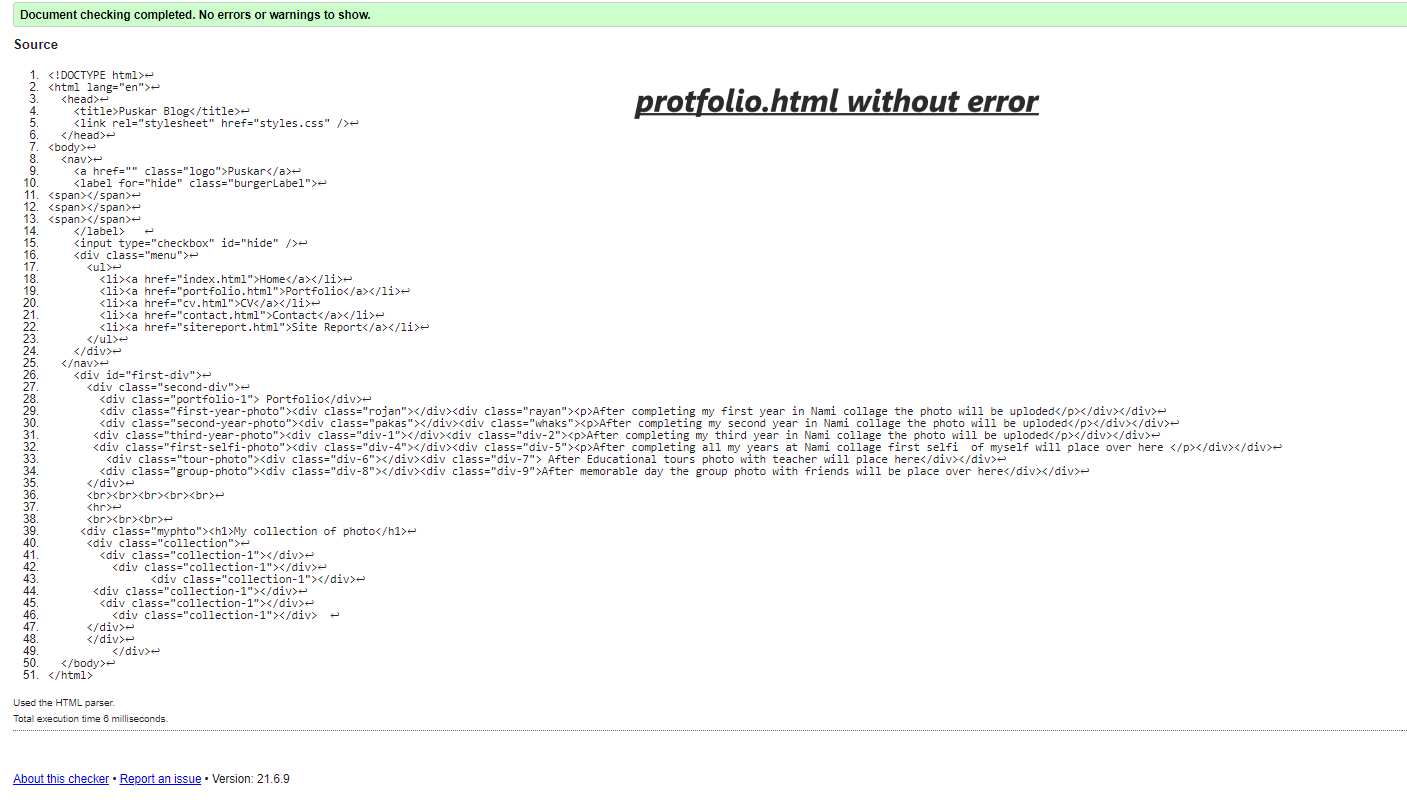 Document checking completed. No errors or warnings to show.
Source
protfolio.html without error
1. <!DOCTYPE html>↩
2. <html lang="en">↩
3. <head>↩
4. <title>Puskar Blog</title>↩
5. <link rel="stylesheet" href="styles.css" />↩
6. </head>↩
7. <body>↩
8. <nav>↩
9. <a href="" class="logo">Puskar</a>↩
10. <label for="hide" class="burgerLabel">↩
11. <span></span>↩
12. <span></span>↩
13. <span></span>↩
14. </label> ↩
15. <input type="checkbox" id="hide" />↩
16. <div class="menu">↩
17. <ul>↩
18. <li><a href="index.html">Home</a></li>↩
19. <li><a href="portfolio.html">Portfolio</a></li>↩
20. <li><a href="cv.html">CV</a></li>↩
21. <li><a href="contact.html">Contact</a></li>↩
22. <li><a href="sitereport.html">Site Report</a></li>↩
23. </ul>↩
24. </div>↩
25. </nav>↩
26. <div id="first-div">↩
27. <div class="second-div">↩
28. <div class="portfolio-1"> Portfolio</div>↩
29. <div class="first-year-photo"><div class="rojan"></div><div class="rayan"><p>After completing my first year in Nami collage the photo will be uploded</p></div></div>↩
30. <div class="second-year-photo"><div class="pakas"></div><div class="whaks"><p>After completing my second year in Nami collage the photo will be uploded</p></div></div>↩
31. <div class="third-year-photo"><div class="div-1"></div><div class="div-2"><p>After completing my third year in Nami collage the photo will be uploded</p></div></div>↩
32. <div class="first-selfi-photo"><div class="div-4"></div><div class="div-5"><p>After completing all my years at Nami collage first selfi  of myself will place over here </p></div></div>↩
33. <div class="tour-photo"><div class="div-6"></div><div class="div-7"> After Educational tours photo with teacher will place here</div></div>↩
34. <div class="group-photo"><div class="div-8"></div><div class="div-9">After memorable day the group photo with friends will be place over here</div></div>↩
35. </div>↩
36. <br><br><br><br><br>↩
37. <hr>↩
38. <br><br><br>↩
39. <div class="myphto"><h1>My collection of photo</h1>↩
40. <div class="collection">↩
41. <div class="collection-1"></div>↩
42. <div class="collection-1"></div>↩
43. <div class="collection-1"></div>↩
44. <div class="collection-1"></div>↩
45. <div class="collection-1"></div>↩
46. <div class="collection-1"></div> ↩
47. </div>↩
48. </div>↩
49. </div>↩
50. </body>↩
51. </html>
Used the HTML parser.
Total execution time 6 milliseconds.
About this checker • Report an issue • Version: 21.6.9